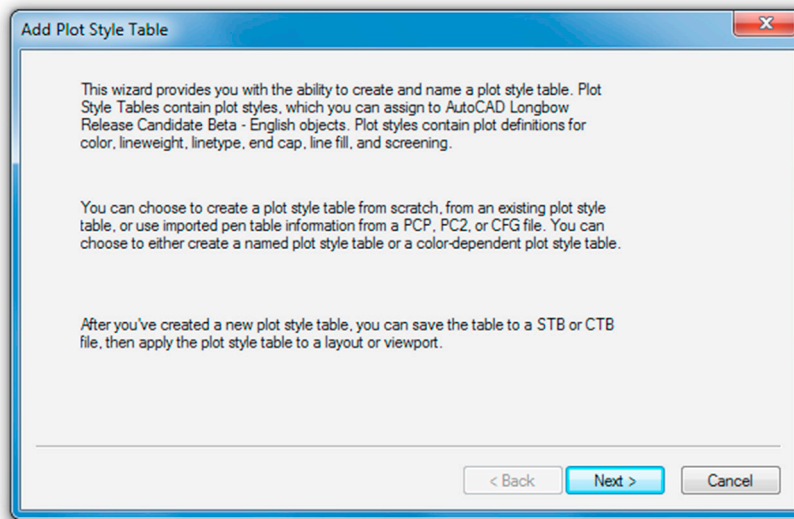 Add Plot Style Table
This wizard provides you with the ability to create and name a plot style table. Plot
Style Tables contain plot styles, which you can assign to AutoCAD Longbow
Release Candidate Beta - English objects. Plot styles contain plot definitions for
color, lineweight, linetype, end cap, line fill, and screening.
You can choose to create a plot style table from scratch, from an existing plot style
table, or use imported pen table information from a PCP, PC2, or CFG file. You can
choose to either create a named plot style table or a color-dependent plot style table.
After you've created a new plot style table, you can save the table to a STB or CTB
file, then apply the plot style table to a layout or viewport.
< Back Next > Cancel